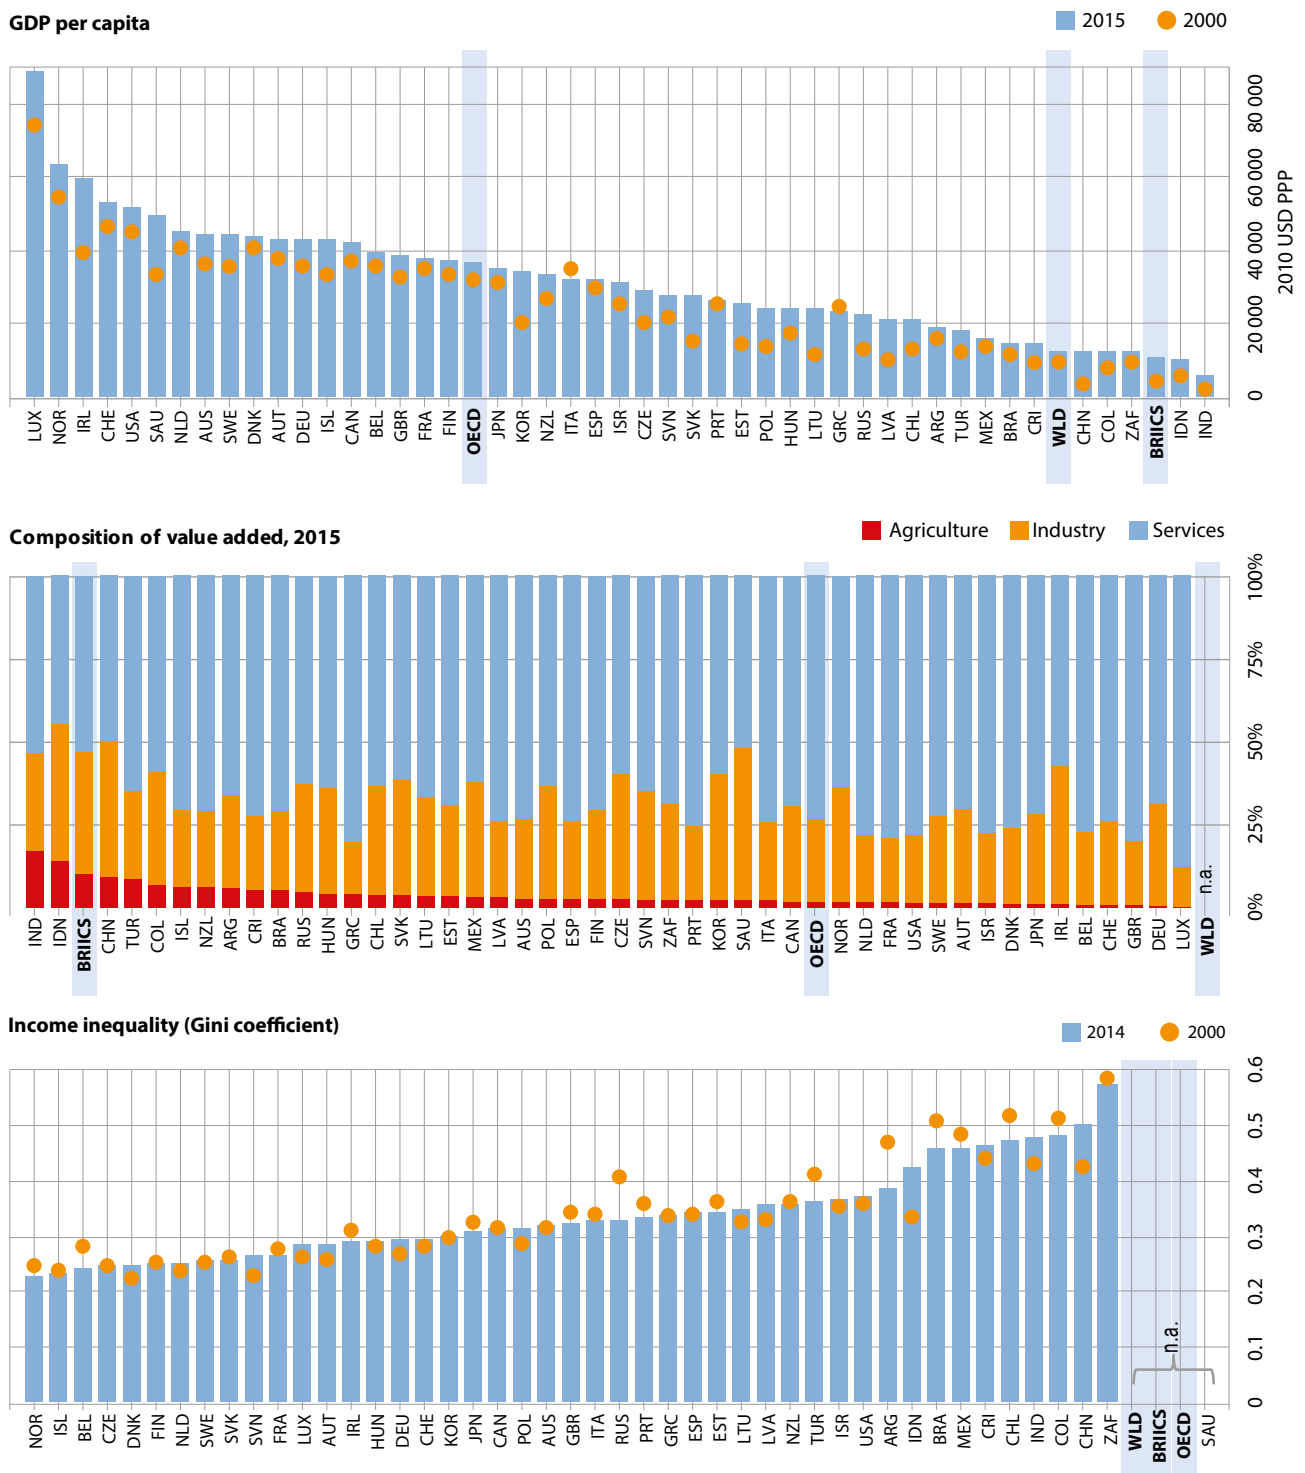 GDP per capita
2015
2000
80 000
60 000
40 000
20 000
0
2010 USD PPP
LUX
NOR
IRL
CHE
USA
SAU
NLD
AUS
SWE
DNK
AUT
DEU
ISL
CAN
BEL
GBR
FRA
FIN
OECD
JPN
KOR
NZL
ITA
ESP
ISR
CZE
SVN
SVK
PRT
EST
POL
HUN
LTU
GRC
RUS
LVA
CHL
ARG
TUR
MEX
BRA
CRI
WLD
CHN
COL
ZAF
BRIICS
IDN
IND
Composition of value added, 2015
Agriculture
Industry
Services
100%
75%
50%
25%
0%
n.a.
IND
IDN
BRIICS
CHN
TUR
COL
ISL
NZL
ARG
CRI
BRA
RUS
HUN
GRC
CHL
SVK
LTU
EST
MEX
LVA
AUS
POL
ESP
FIN
CZE
SVN
ZAF
PRT
KOR
SAU
ITA
CAN
OECD
NOR
NLD
FRA
USA
SWE
AUT
ISR
DNK
JPN
IRL
BEL
CHE
GBR
DEU
LUX
WLD
Income inequality (Gini coefficient)
2014
2000
0.6
0.5
0.4
0.3
0.2
0.1
0
n.a.
NOR
ISL
BEL
CZE
DNK
FIN
NLD
SWE
SVK
SVN
FRA
LUX
AUT
IRL
HUN
DEU
CHE
KOR
JPN
CAN
POL
AUS
GBR
ITA
RUS
PRT
GRC
ESP
EST
LTU
LVA
NZL
TUR
ISR
USA
ARG
IDN
BRA
MEX
CRI
CHL
IND
COL
CHN
ZAF
WLD
BRIICS
OECD
SAU